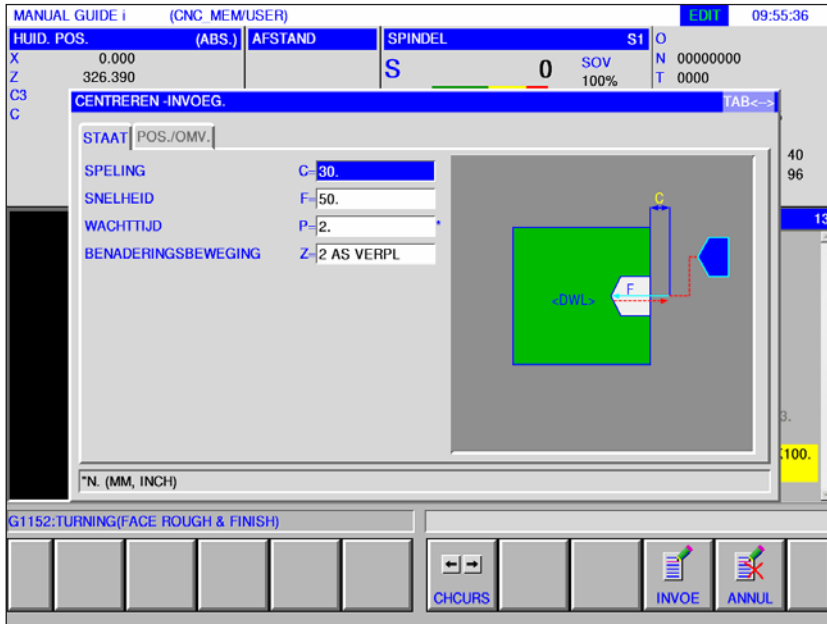 MANUAL GUIDE i (CNC_MEM/USER) EDIT 09:55:36
HUID. POS. (ABS.) AFSTAND SPINDEL S1 O
X 0.000 S 0 SOV N 00000000
Z 326.390 100% T 0000
C3
C
CENTREREN -INVOEG. TAB<-->
STAAT POS./OMV.
SPELING C=30.
SNELHEID F=50.
WACHTTIJD P=2. *
BENADERINGSBEWEGING Z=2 AS VERPL
C
<DWL> F
40
96
13
3.
100.
"N. (MM, INCH)
G1152:TURNING(FACE ROUGH & FINISH)
CHCURS INVOE ANNUL